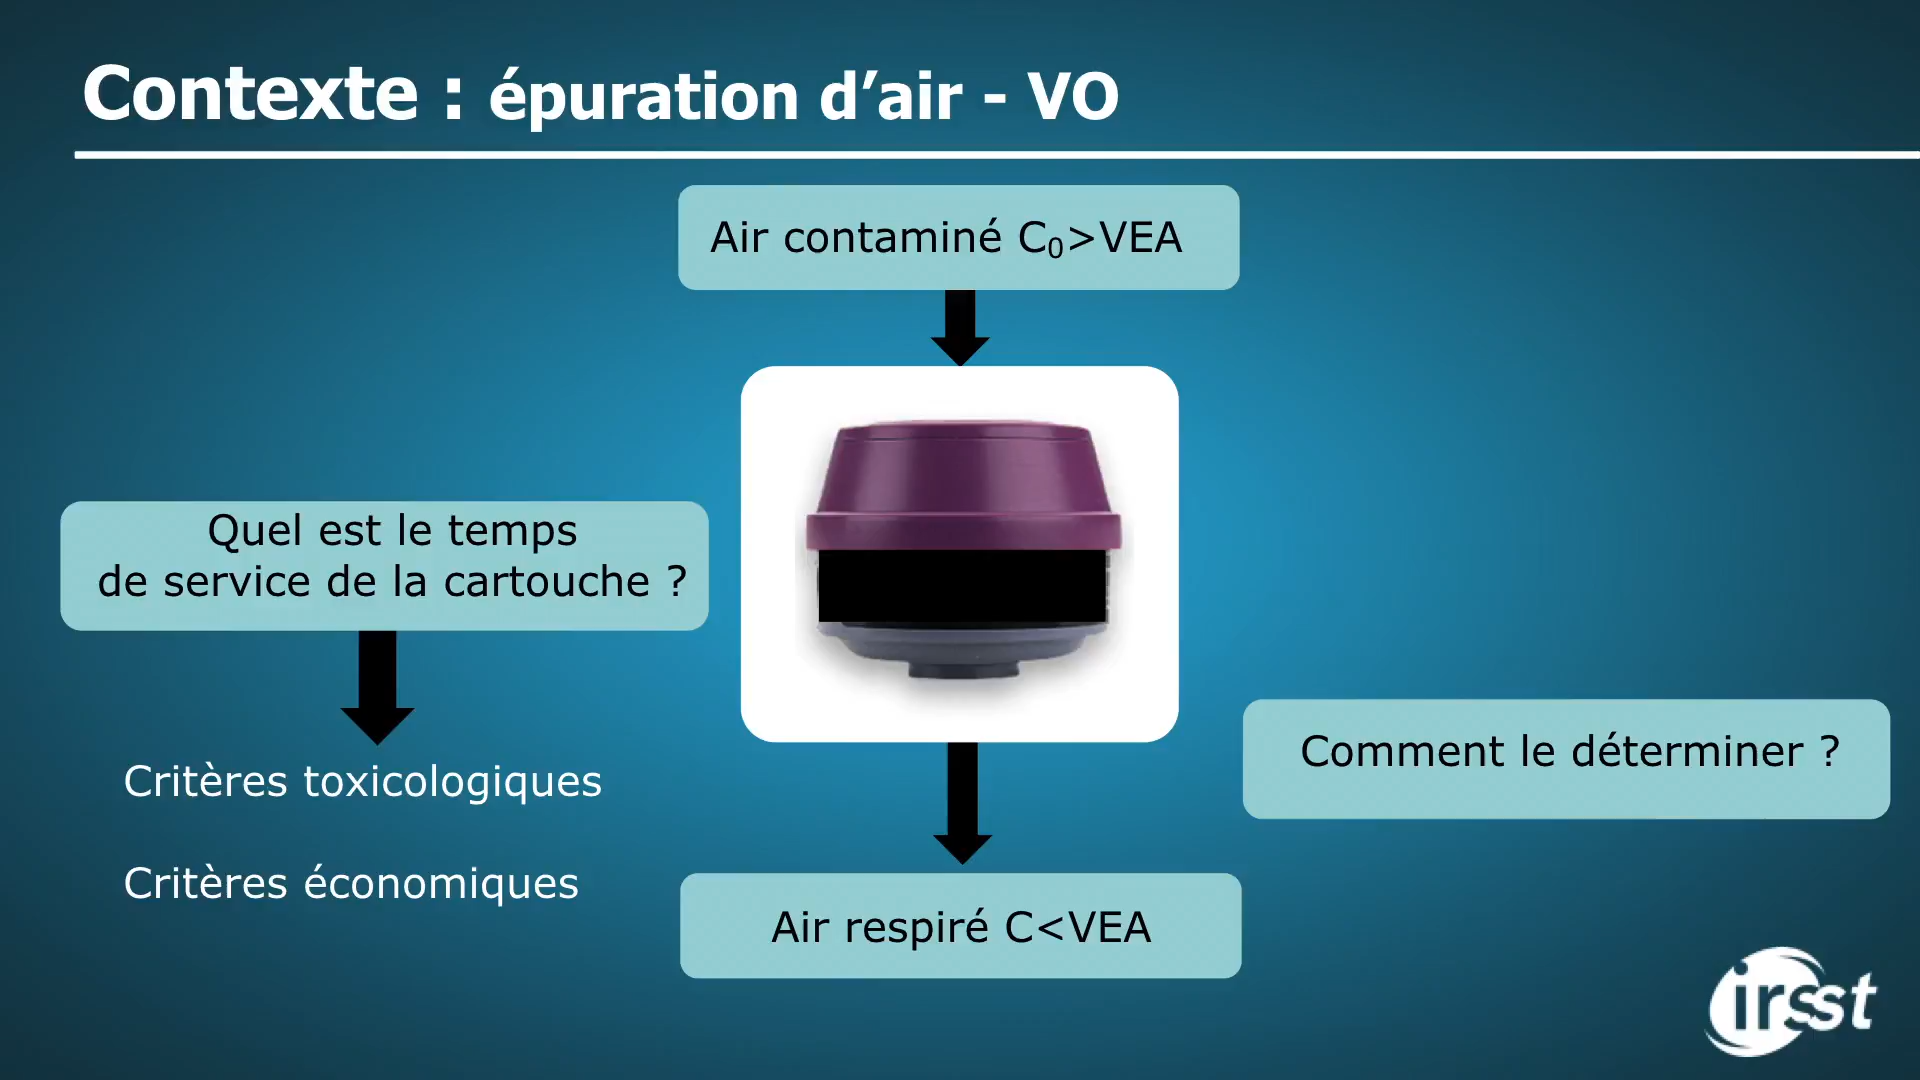 Contexte : épuration d’air - VO
Air contaminé C₀>VEA
Quel est le temps
de service de la cartouche ?
Comment le déterminer ?
Critères toxicologiques
Critères économiques
Air respiré C<VEA
irsst